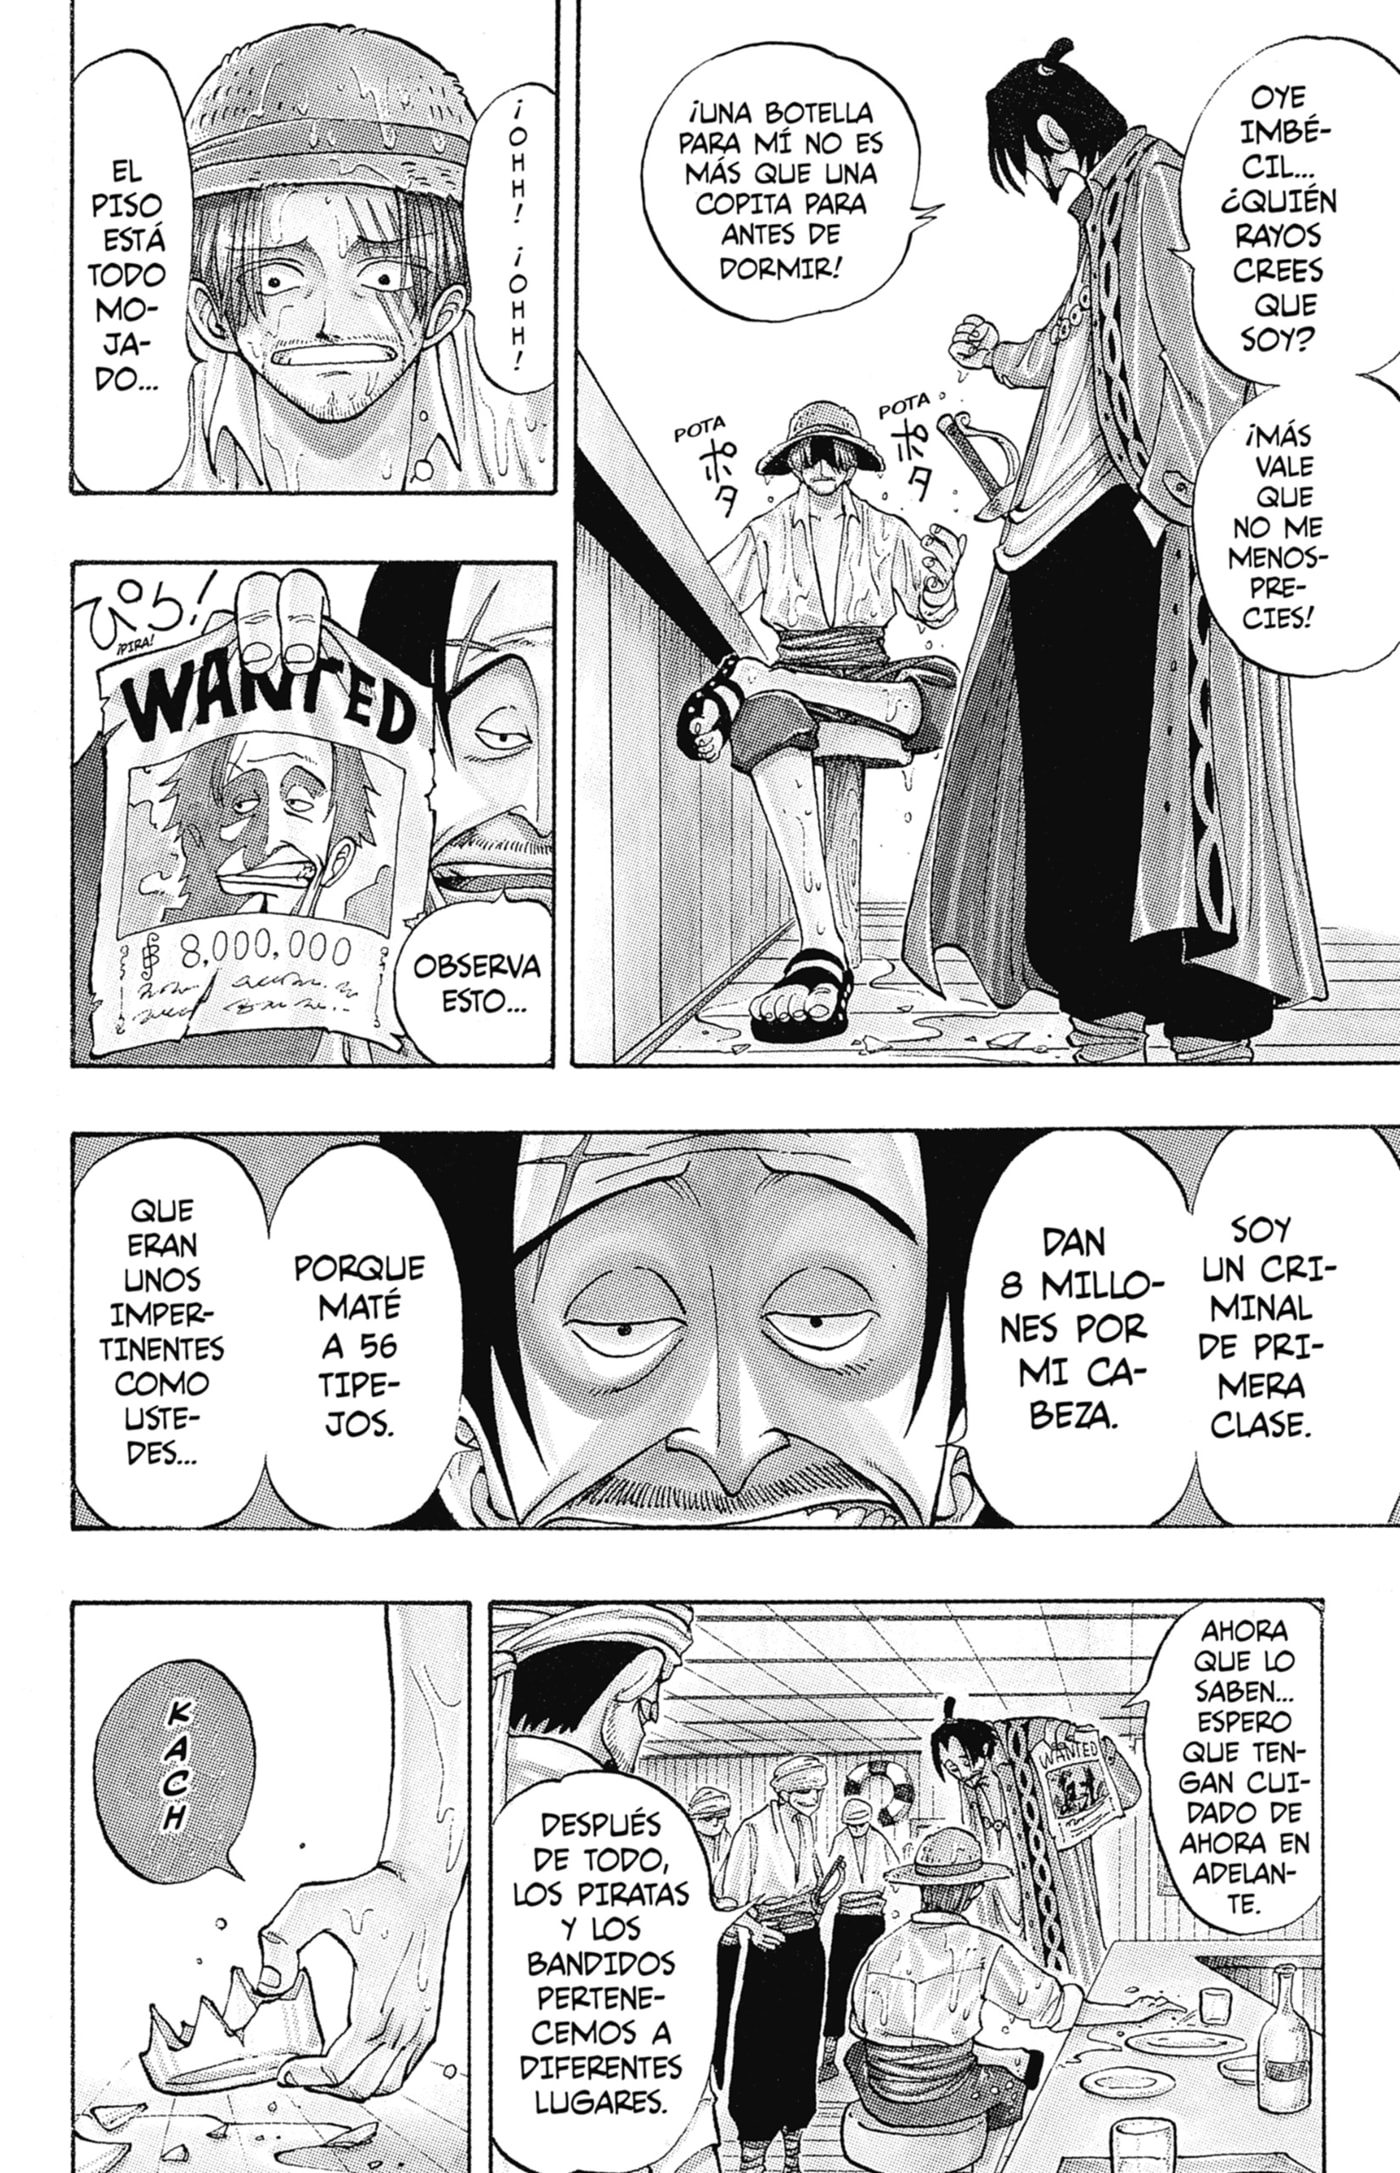 OYE
IMBÉ-
CIL...
¿QUIÉN
RAYOS
CREES
QUE
SOY?
¡MÁS
VALE
QUE
NO ME
MENOS-
PRE-
CIES!
¡UNA BOTELLA
PARA MÍ NO ES
MÁS QUE UNA
COPITA PARA
ANTES DE
DORMIR!
POTA
ポタ
POTA
ポタ
¡OHH! ¡OHH!
EL
PISO
ESTÁ
TODO
MO-
JA-
DO...
ぴら!
¡PIRA!
WANTED
8,000,000
OBSERVA
ESTO...
SOY
UN CRI-
MINAL
DE PRI-
MERA
CLASE.
DAN
8 MILLO-
NES POR
MI CA-
BEZA.
PORQUE
MATÉ
A 56
TIPE-
JOS.
QUE
ERAN
UNOS
IMPER-
TINENTES
COMO
USTE-
DES...
AHORA
QUE LO
SABEN...
ESPERO
QUE TEN-
GAN CUI-
DADO DE
AHORA EN
ADELAN-
TE.
WANTED
DESPUÉS
DE TODO,
LOS PIRATAS
Y LOS
BANDIDOS
PERTENE-
CEMOS A
DIFERENTES
LUGARES.
KACH